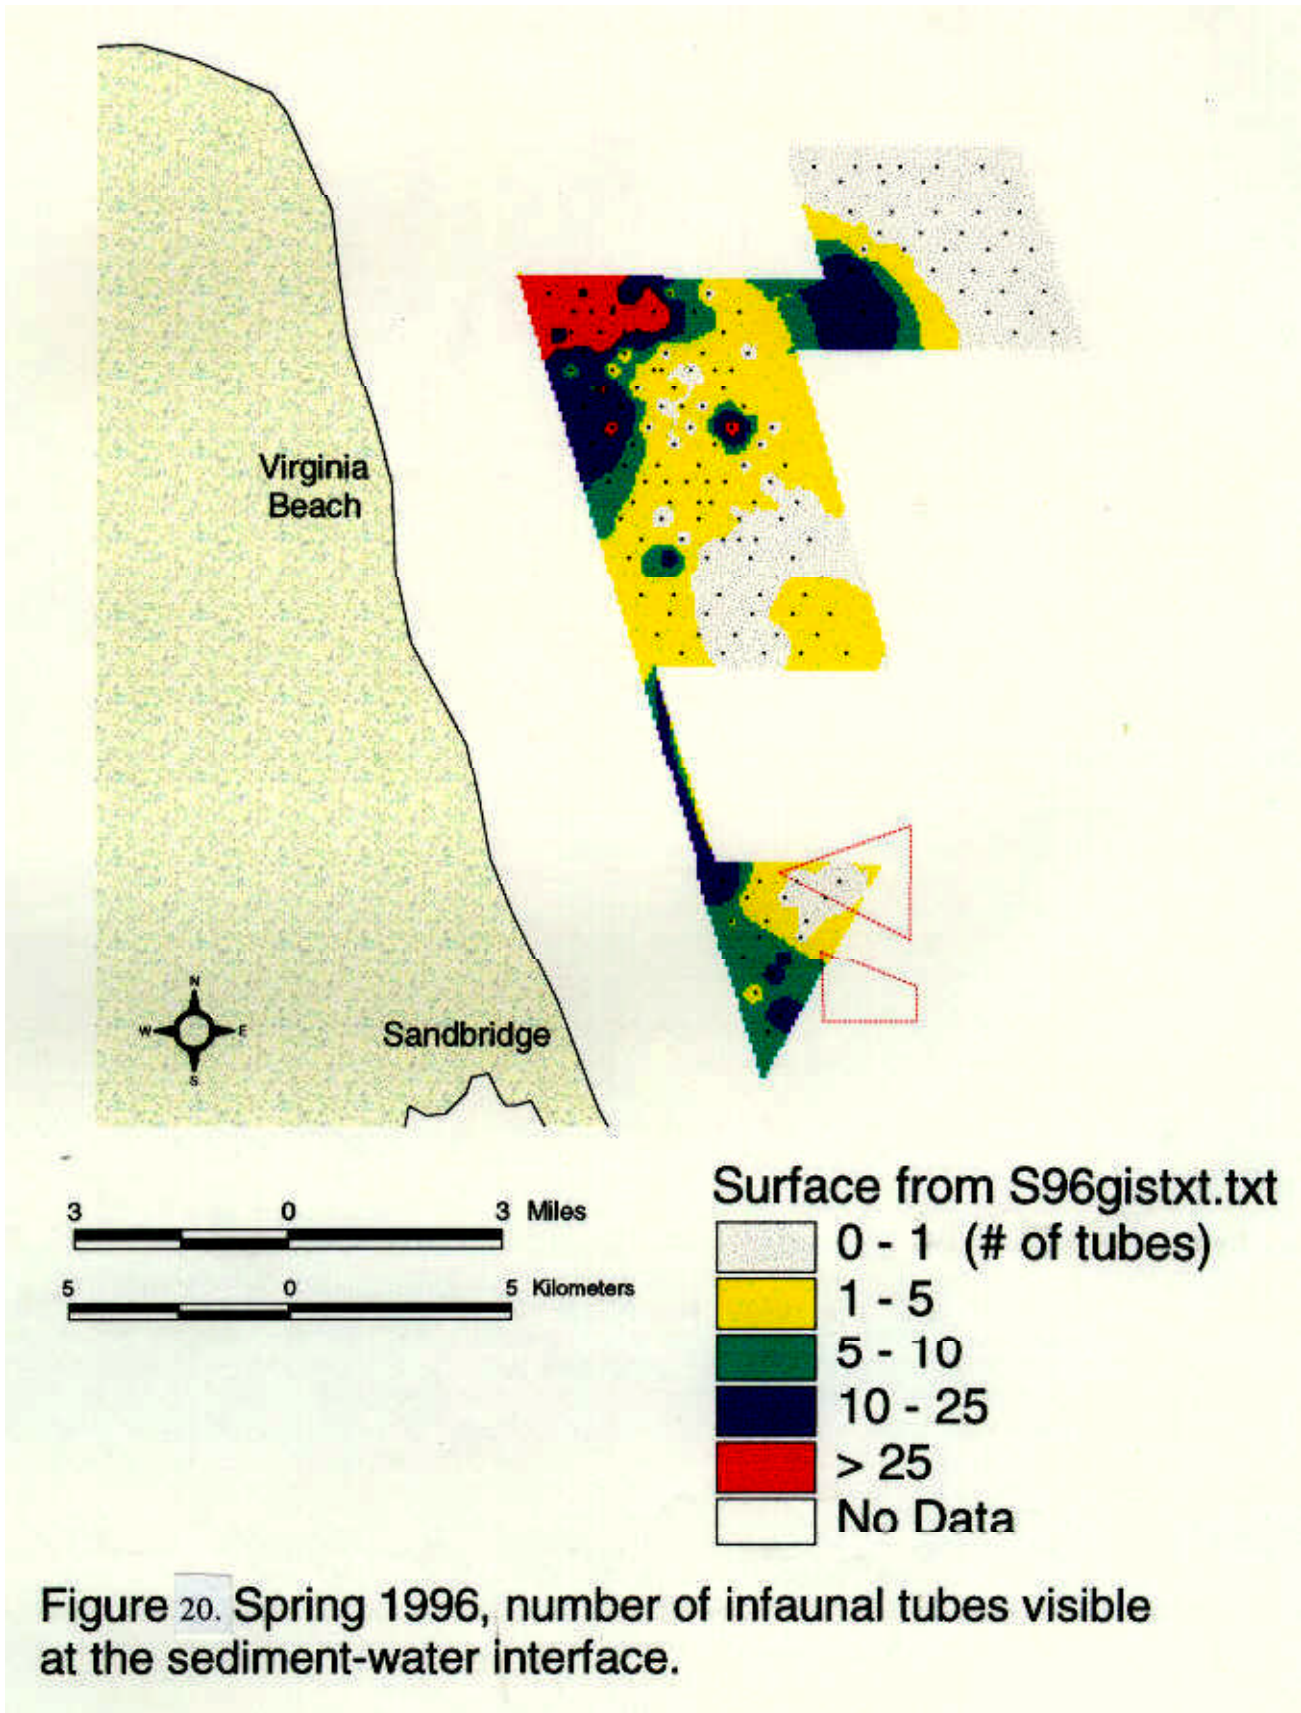 Virginia
Beach
N
W E
S
Sandbridge
3 0 3 Miles
5 0 5 Kilometers
Surface from S96gistxt.txt
0 - 1 (# of tubes)
1 - 5
5 - 10
10 - 25
> 25
No Data
Figure 20. Spring 1996, number of infaunal tubes visible
at the sediment-water interface.